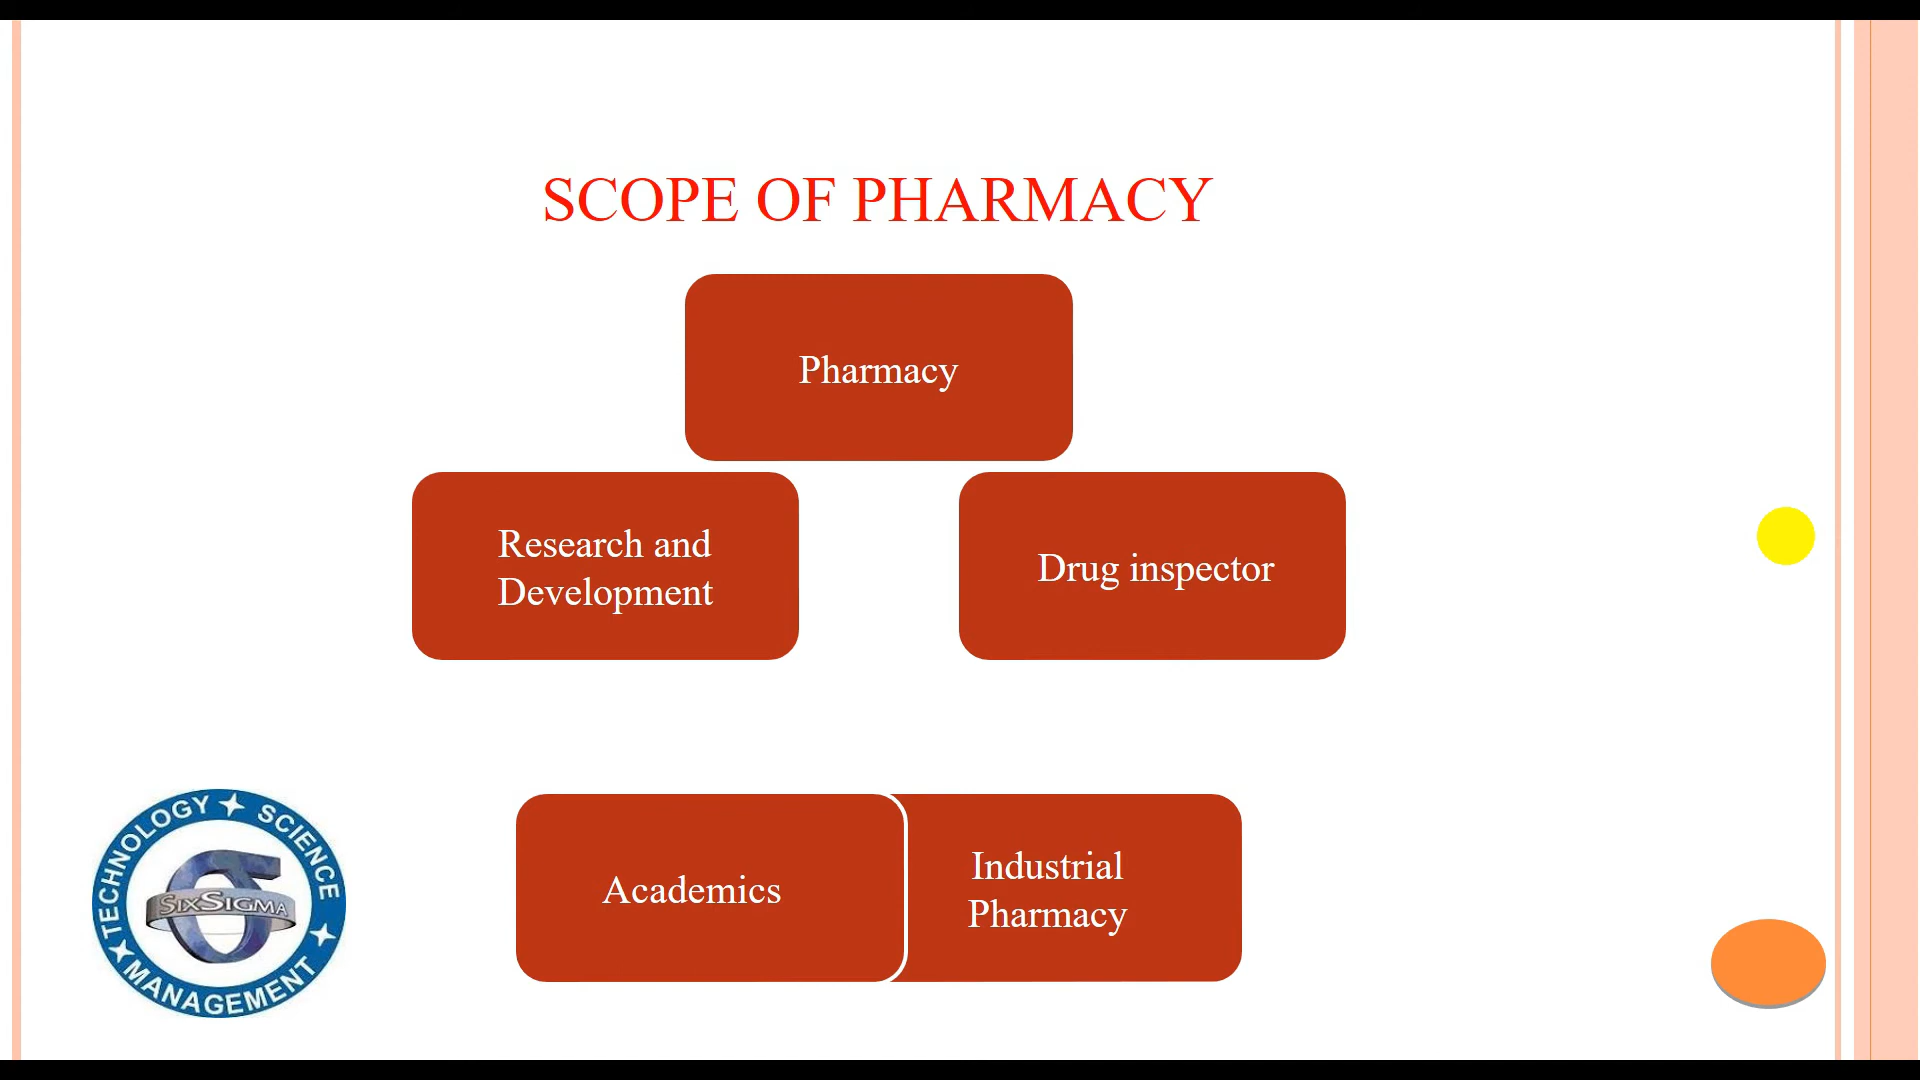 SCOPE OF PHARMACY
Pharmacy
Research and
Development
Drug inspector
Academics
Industrial
Pharmacy
TECHNOLOGY SCIENCE
SIXSIGMA
MANAGEMENT